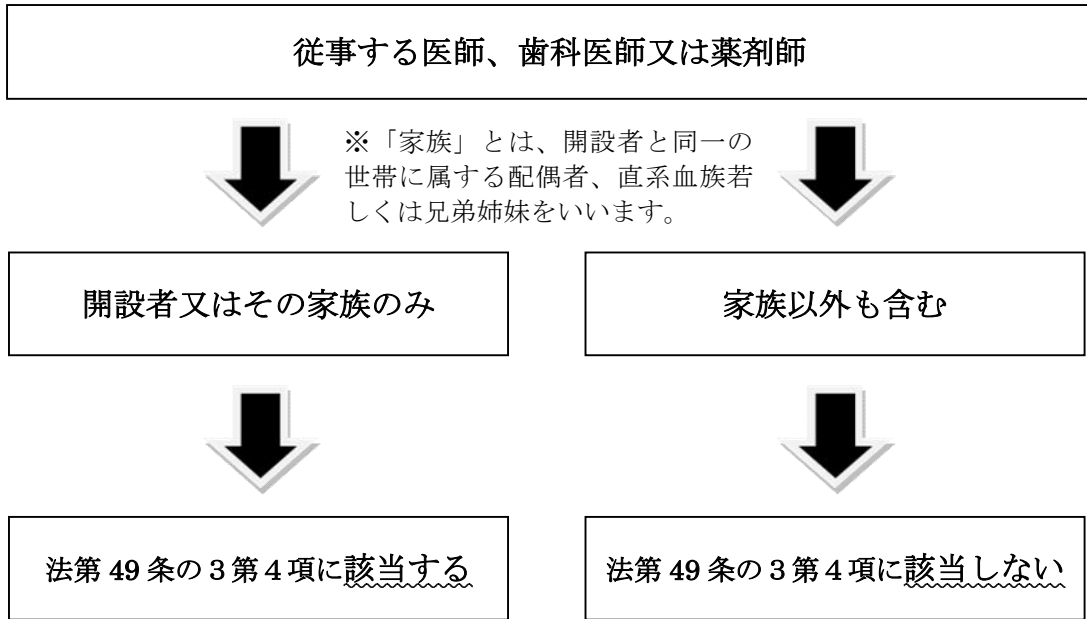 従事する医師、歯科医師又は薬剤師
※「家族」とは、開設者と同一の
世帯に属する配偶者、直系血族若
しくは兄弟姉妹をいいます。
開設者又はその家族のみ
家族以外も含む
法第 49 条の３第４項に該当する
法第 49 条の３第４項に該当しない